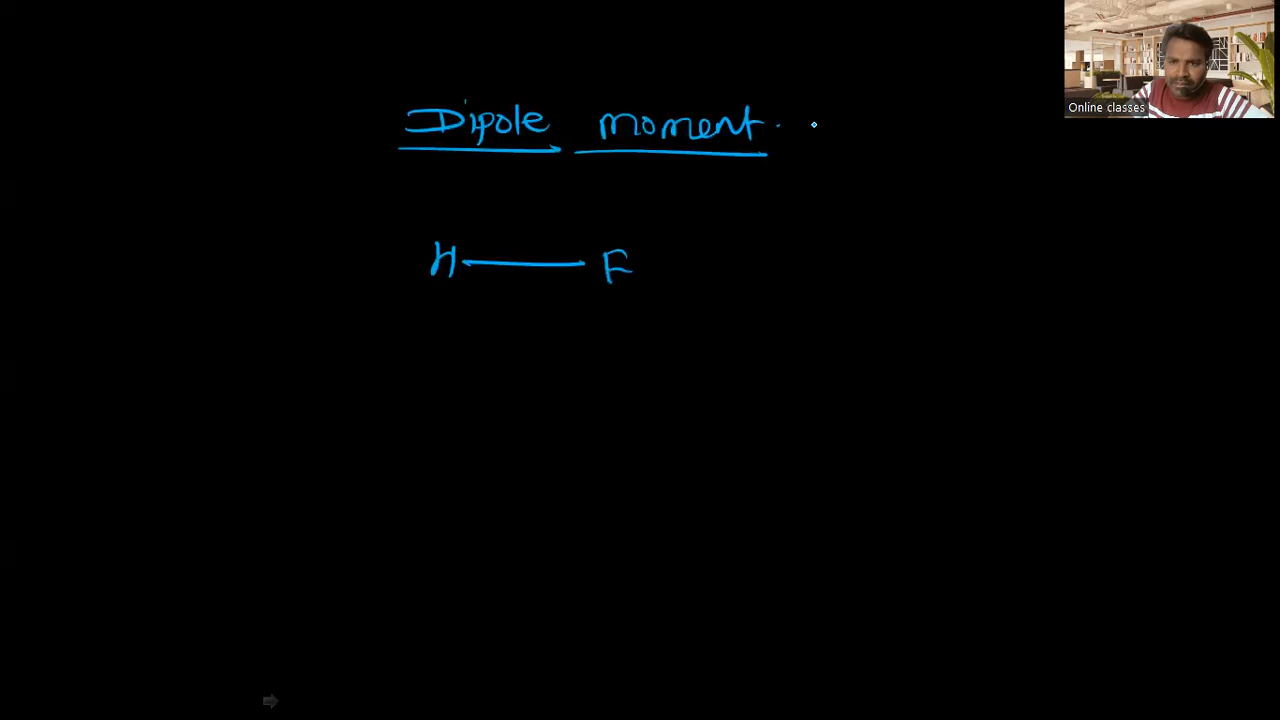 Dipole moment.
Online classes
H — F